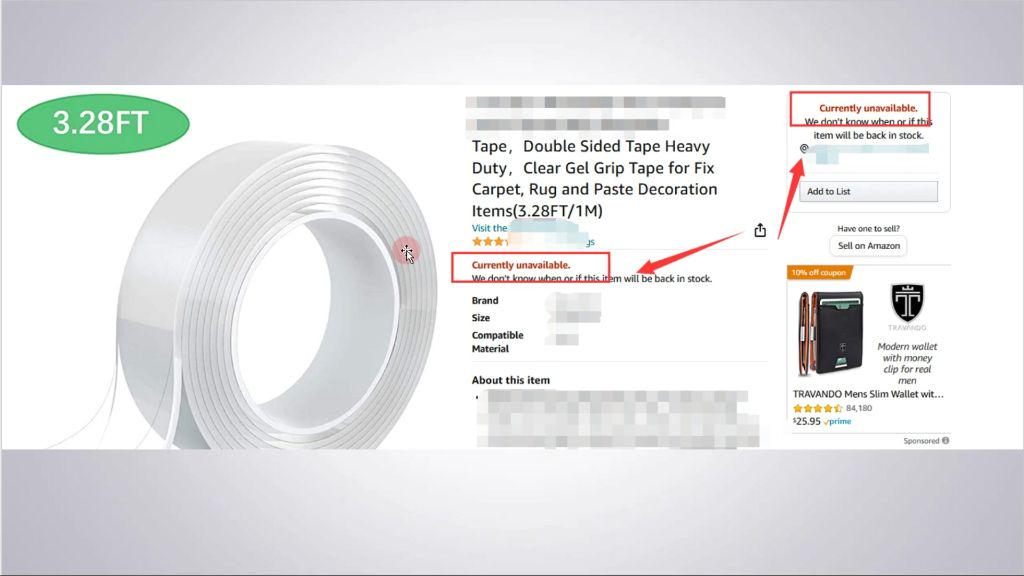 3.28FT
Tape, Double Sided Tape Heavy
Duty, Clear Gel Grip Tape for Fix
Carpet, Rug and Paste Decoration
Items(3.28FT/1M)
Visit the
gs
Currently unavailable.
We don't know when or if this item will be back in stock.
Brand
Size
Compatible
Material
About this item
Currently unavailable.
We don't know when or if this
item will be back in stock.
Add to List
Have one to sell?
Sell on Amazon
10% off coupon
T
TRAVANDO
Modern wallet
with money
clip for real
men
TRAVANDO Mens Slim Wallet wit...
84,180
$25.95 prime
Sponsored